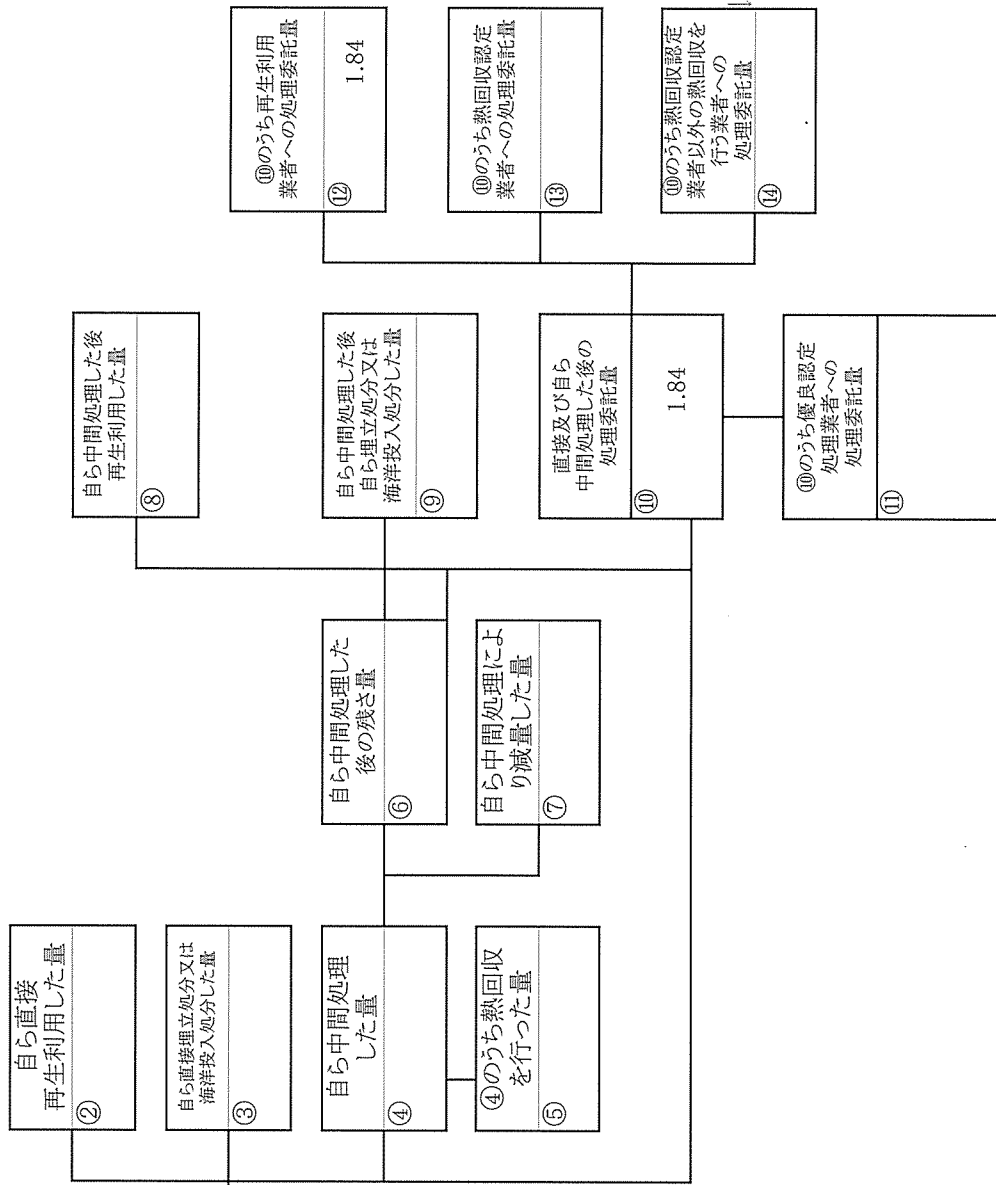 自ら直接
再生利用した量
②
自ら直接埋立処分又は
海洋投入処分した量
③
自ら中間処理
した量
④
④のうち熱回収
を行った量
⑤
自ら中間処理した
後の残さ量
⑥
自ら中間処理によ
り減量した量
⑦
自ら中間処理した後
再生利用した量
⑧
自ら中間処理した後
自ら埋立処分又は
海洋投入処分した量
⑨
直接及び自ら
中間処理した後の
処理委託量
⑩
1.84
⑩のうち優良認定
処理業者への
処理委託量
⑪
⑩のうち再生利用
業者への処理委託量
⑫
1.84
⑩のうち熱回収認定
業者への処理委託量
⑬
⑩のうち熱回収認定
業者以外の熱回収を
行う業者への
処理委託量
⑭